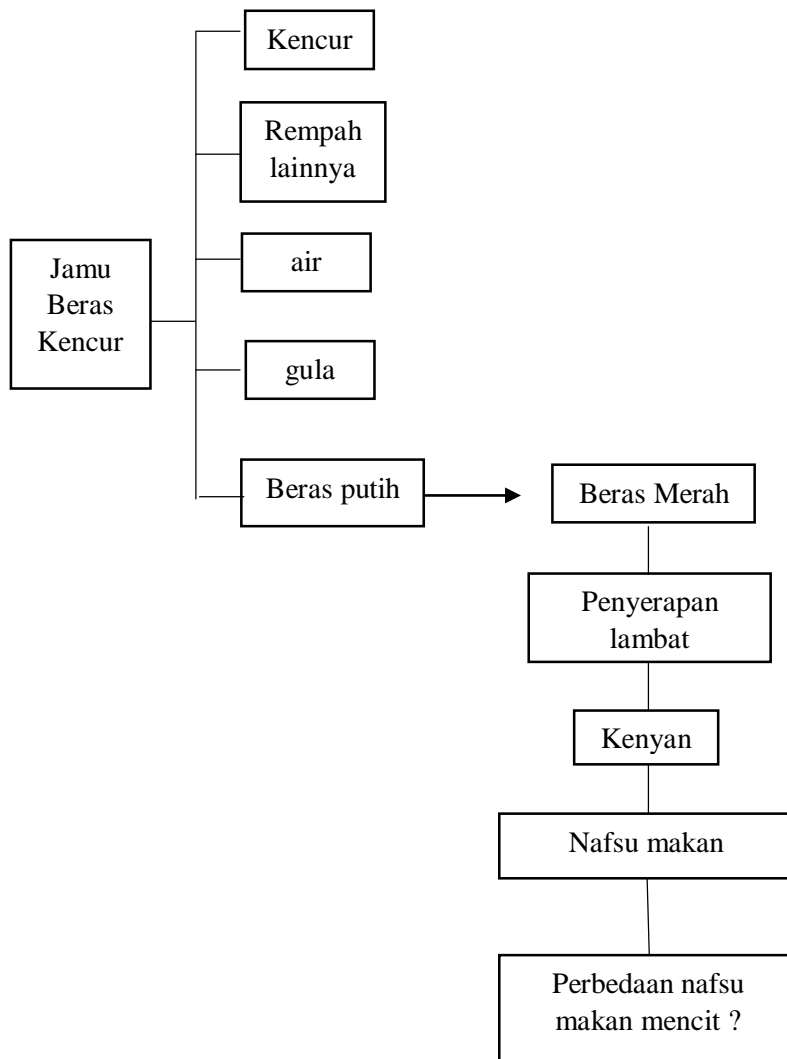 Kencur
Rempah
lainnya
air
Jamu
Beras
Kencur
gula
Beras putih
Beras Merah
Penyerapan
lambat
Kenyan
Nafsu makan
Perbedaan nafsu
makan mencit ?